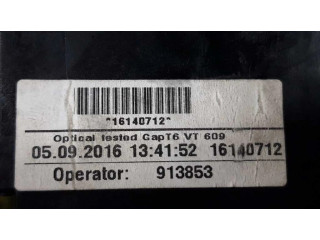 "16140712"
Optical tested CapT6 VT 609
05.09.2016 13:41:52 16140712
Operator: 913853